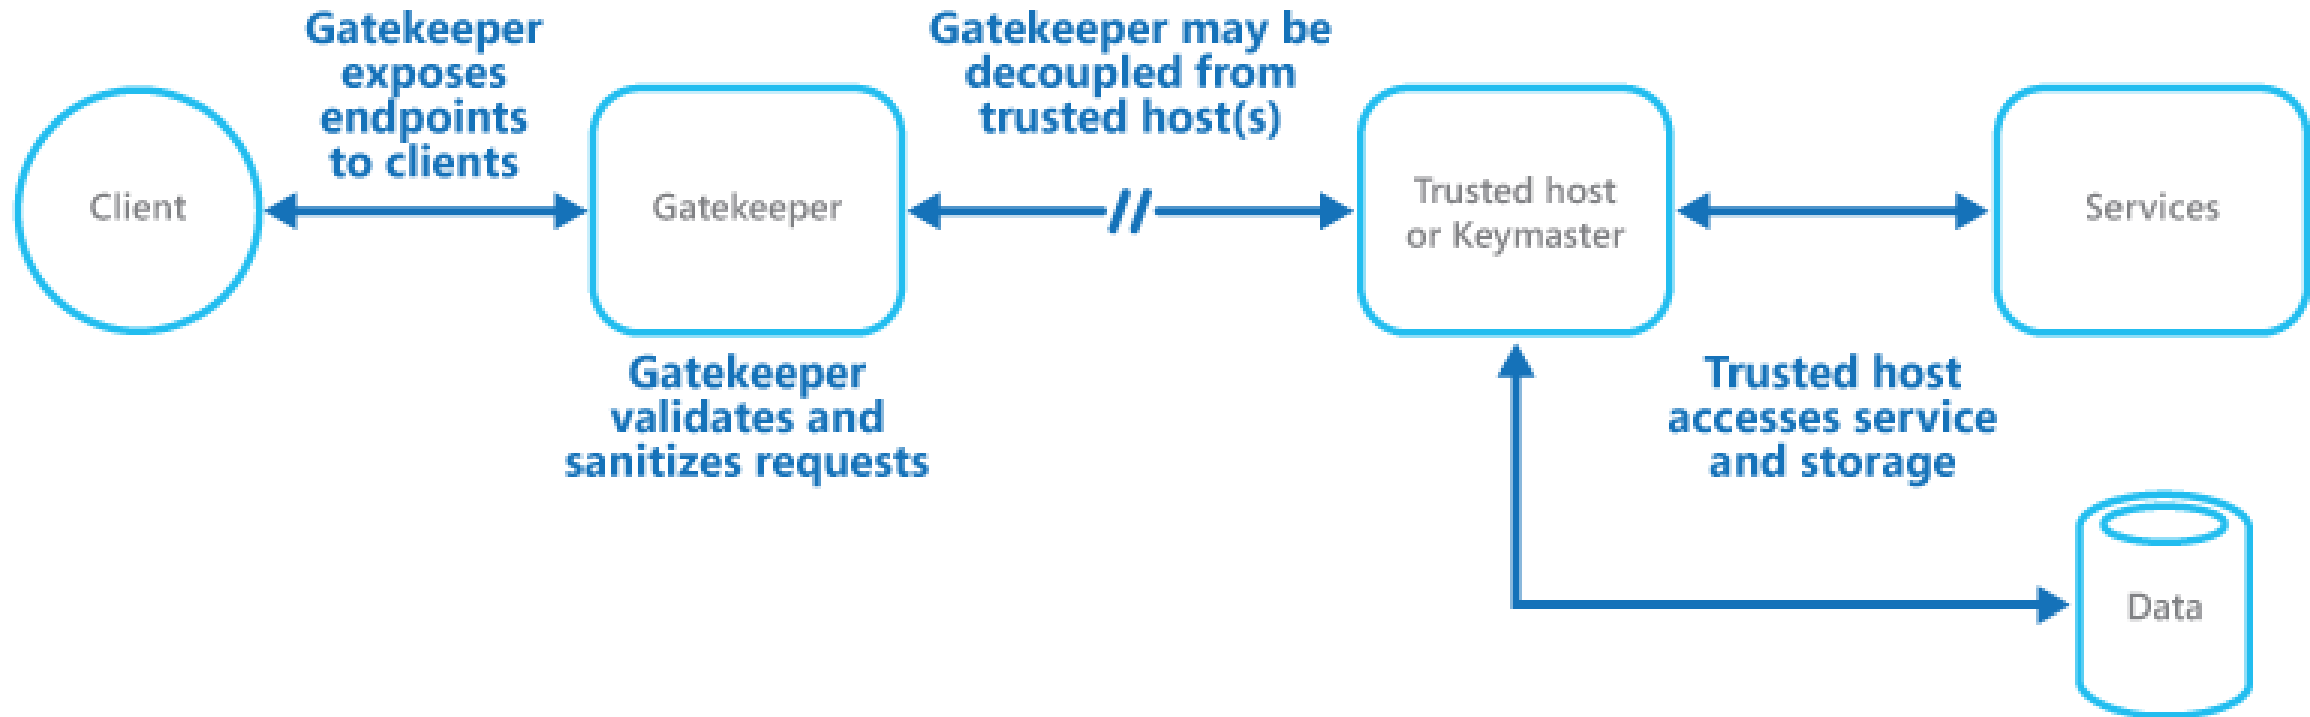 Gatekeeper
exposes
endpoints
to clients
Gatekeeper may be
decoupled from
trusted host(s)
Client
Gatekeeper
Trusted host
or Keymaster
Services
Gatekeeper
validates and
sanitizes requests
Trusted host
accesses service
and storage
Data